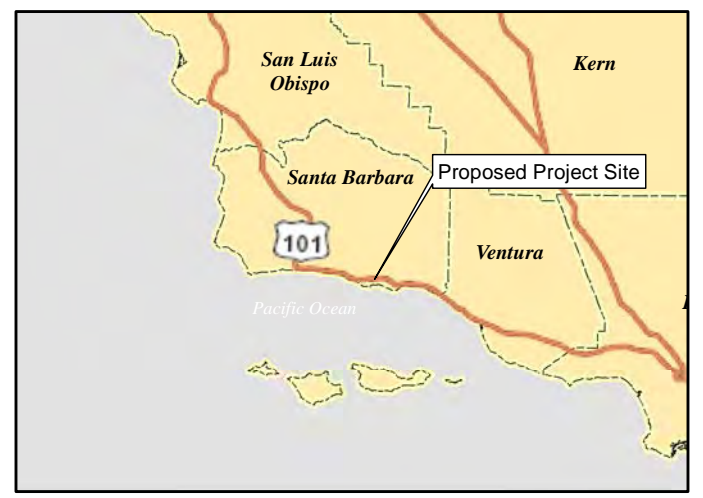 San Luis
Obispo
Kern
Santa Barbara
Proposed Project Site
101
Ventura
Pacific Ocean